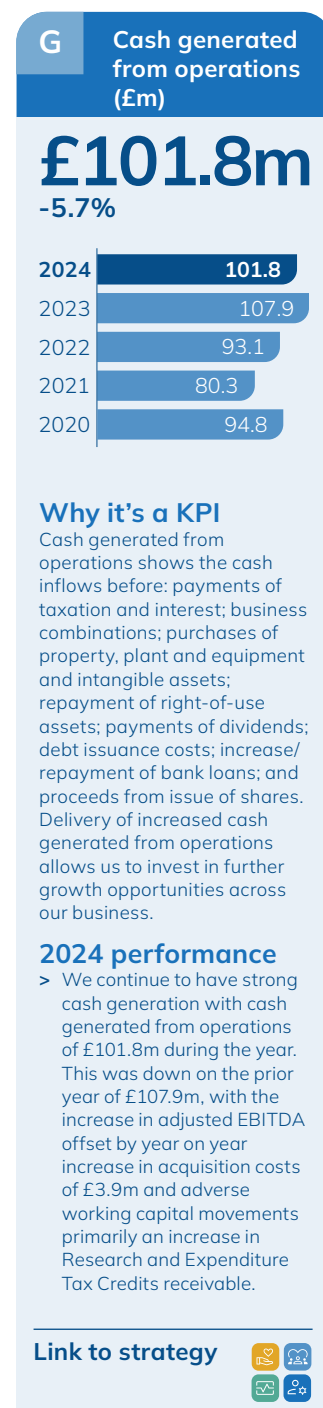 G
Cash generated
from operations
(£m)
£101.8m
-5.7%
2024 101.8
2023 107.9
2022 93.1
2021 80.3
2020 94.8
Why it's a KPI
Cash generated from
operations shows the cash
inflows before: payments of
taxation and interest; business
combinations; purchases of
property, plant and equipment
and intangible assets;
repayment of right-of-use
assets; payments of dividends;
debt issuance costs; increase/
repayment of bank loans; and
proceeds from issue of shares.
Delivery of increased cash
generated from operations
allows us to invest in further
growth opportunities across
our business.
2024 performance
> We continue to have strong
cash generation with cash
generated from operations
of £101.8m during the year.
This was down on the prior
year of £107.9m, with the
increase in adjusted EBITDA
offset by year on year
increase in acquisition costs
of £3.9m and adverse
working capital movements
primarily an increase in
Research and Expenditure
Tax Credits receivable.
Link to strategy